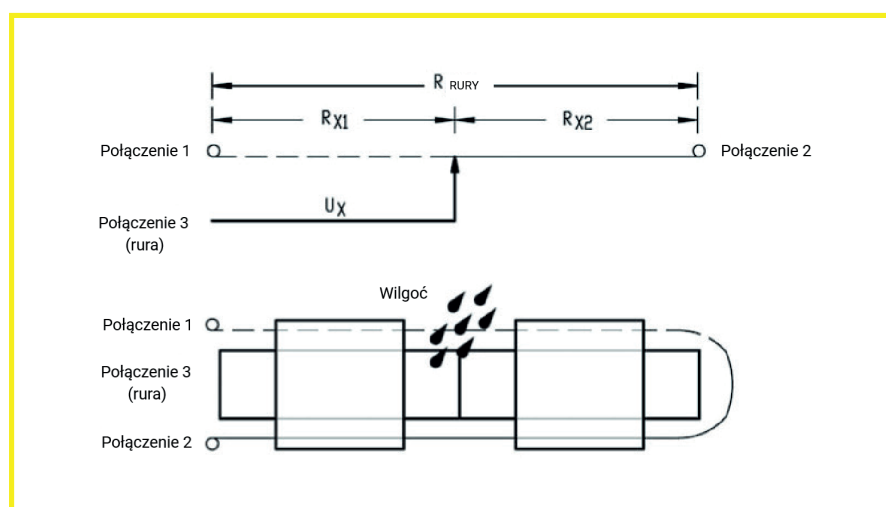 R RURY
RX1 RX2
Połączenie 1 Połączenie 2
UX
Połączenie 3
(rura)
Wilgoć
Połączenie 1
Połączenie 3
(rura)
Połączenie 2